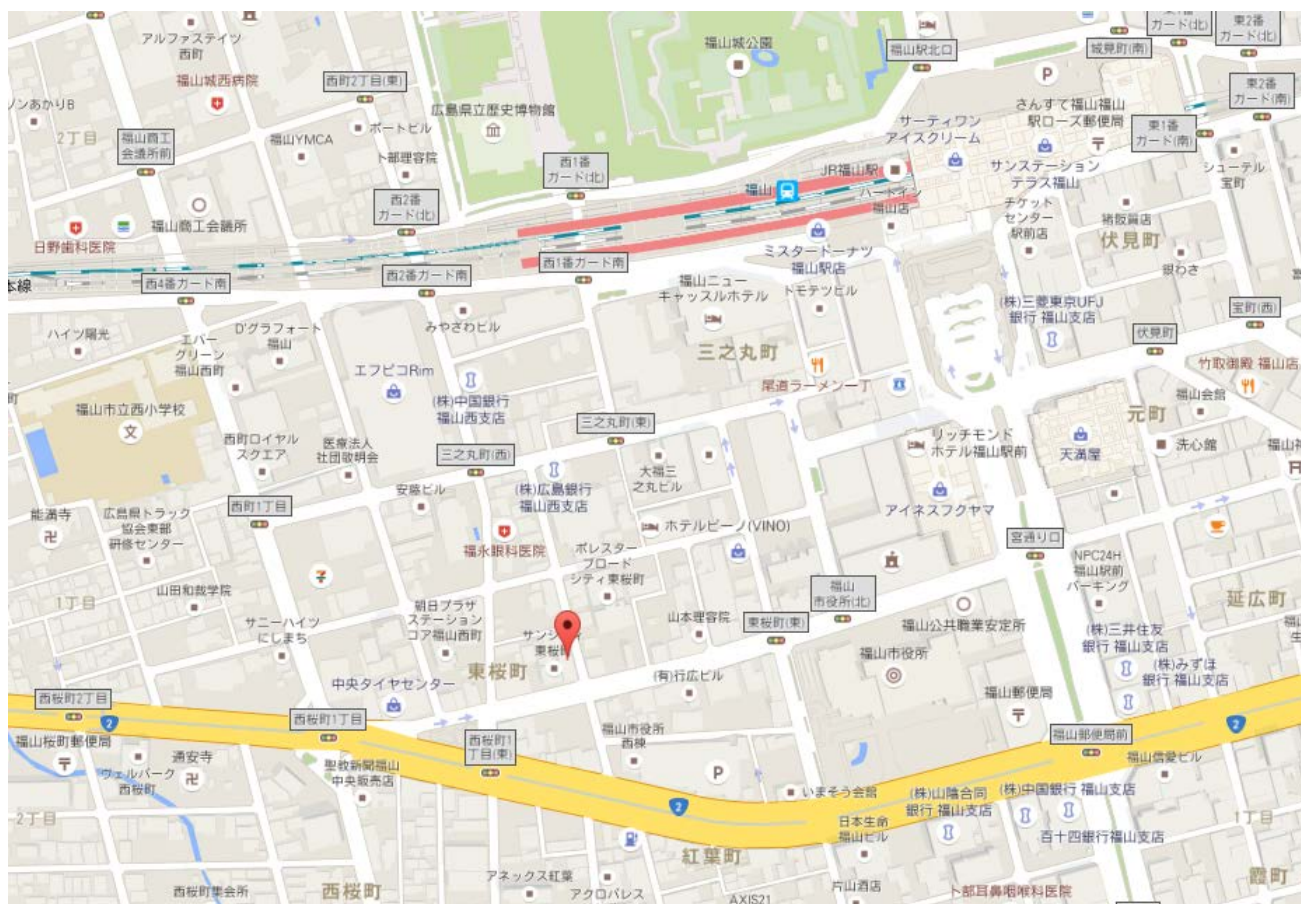 アルファステイツ
西町
福山城西病院
西町2丁目(東)
福山城公園
福山駅北口
城見町(南)
ガード(北)
東2番
ガード(北)
2丁目
福山商工
会議所前
福山YMCA
ポートビル
卜部理容院
広島県立歴史博物館
サーティワン
アイスクリーム
さんすて福山福山
駅ローズ郵便局
東2番
ガード(南)
東1番
ガード(南)
西1番
ガード(北)
JR福山駅
福山
ハートイン
福山店
サンステーション
テラス福山
シューテル
宝町
福山商工会議所
日野歯科医院
西2番
ガード(北)
ミスタードーナツ
福山駅店
チケット
センター
駅前店
猪飯質店
伏見町
銀わさ
本線
西4番ガード南
西2番ガード南
西1番ガード南
福山ニュー
キャッスルホテル
トモテツビル
(株)三菱東京UFJ
銀行 福山支店
宝町(西)
伏見町
ハイツ陽光
エバー
グリーン
福山西町
D'グラフォート
福山
みやざわビル
エフピコRim
三之丸町
尾道ラーメン一丁
竹取御殿 福山店
福山会館
元町
福山市立西小学校
(株)中国銀行
福山西支店
三之丸町(東)
リッチモンド
ホテル福山駅前
天満屋
洗心館
西町ロイヤル
スクエア
医療法人
社団敬明会
三之丸町(西)
(株)広島銀行
福山西支店
大福三
之丸ビル
アイネスフクヤマ
能満寺
広島県トラック
協会東部
研修センター
西町1丁目
安藤ビル
福永眼科医院
ホテルビーノ(VINO)
宮通り口
1丁目
山田和裁学院
ポレスター
ブロード
シティ東桜町
福山
市役所(北)
NPC24H
福山駅前
パーキング
延広町
サニーハイツ
にしまち
朝日プラザ
ステーション
コア福山西町
山本理容院
東桜町(東)
福山公共職業安定所
(株)三井住友
銀行 福山支店
東桜町
東桜町
(有)行広ビル
福山市役所
(株)みずほ
銀行 福山支店
西桜町2丁目
中央タイヤセンター
西桜町1丁目
西桜町1
丁目(東)
福山市役所
西棟
福山郵便局
福山郵便局前
2
2
2
福山桜町郵便局
通安寺
ヴェルパーク
西桜町
聖教新聞福山
中央販売店
福山信愛ビル
いまそう会館
(株)山陰合同
銀行 福山支店
(株)中国銀行 福山支店
百十四銀行福山支店
2丁目
日本生命
福山ビル
紅葉町
1丁目
西桜町集会所
西桜町
アネックス紅葉
アクロパレス
AXIS21
片山酒店
卜部耳鼻咽喉科医院
霞町